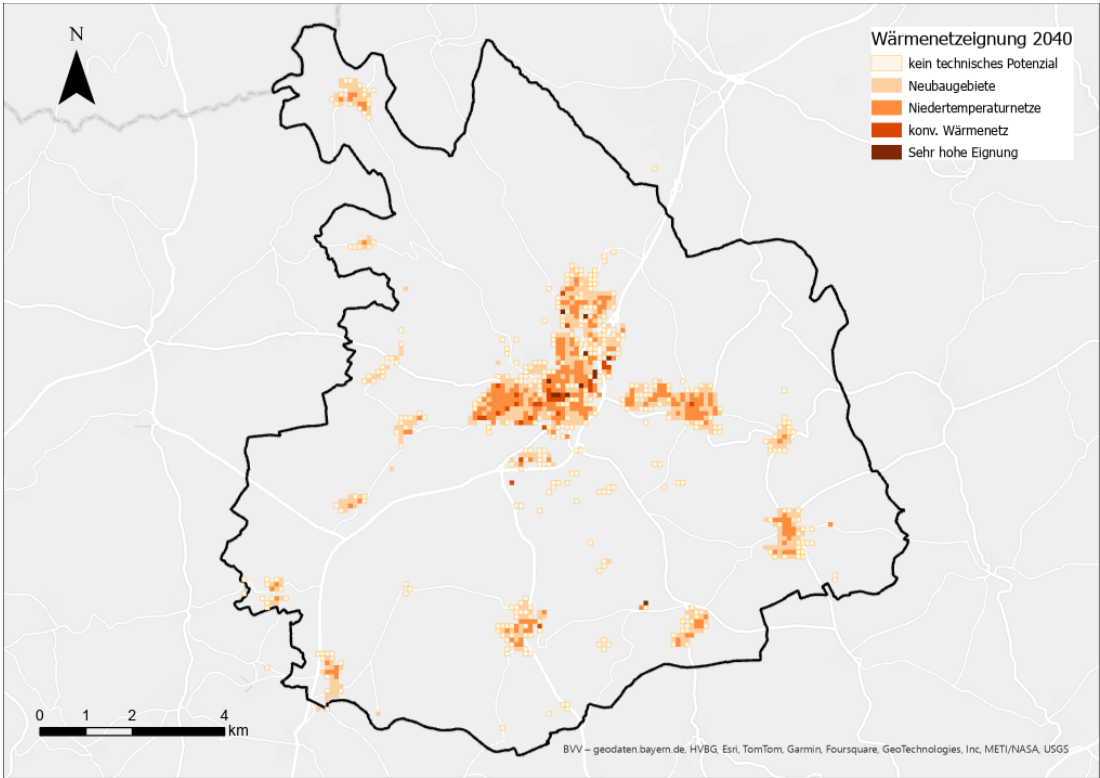 N
Wärmenetzeignung 2040
kein technisches Potenzial
Neubaugebiete
Niedertemperaturnetze
konv. Wärmenetz
Sehr hohe Eignung
0 1 2 4
km
BVV – geodaten.bayern.de, HVBG, Esri, TomTom, Garmin, Foursquare, GeoTechnologies, Inc, METI/NASA, USGS